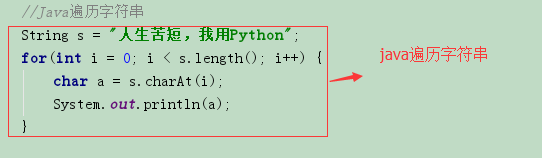 //Java遍历字符串
String s = "人生苦短，我用Python";
for(int i = 0; i < s.length(); i++) {
    char a = s.charAt(i);
    System.out.println(a);
}
java遍历字符串